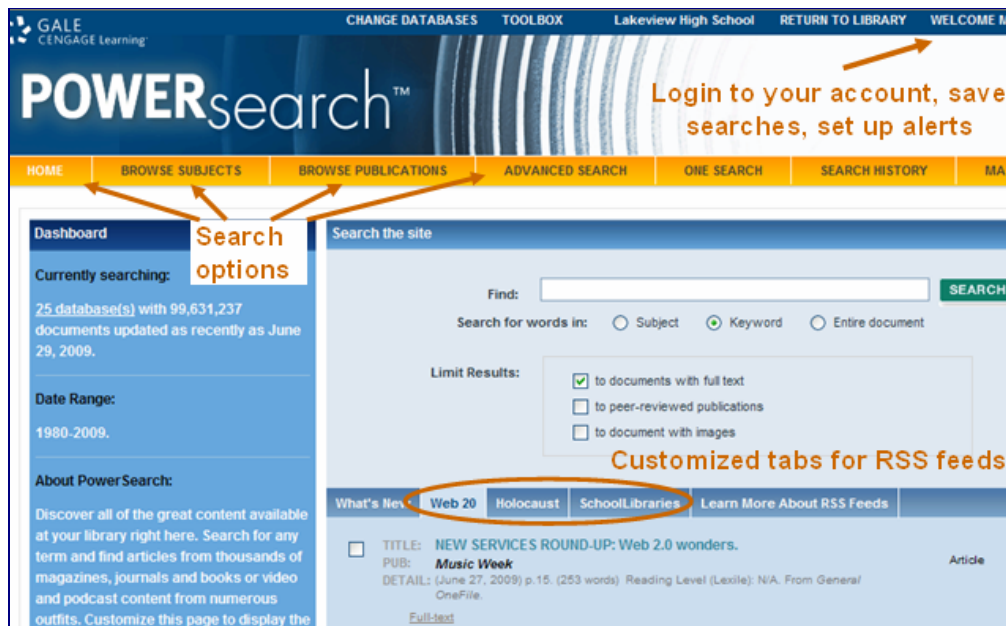 GALE
CENGAGE Learning
CHANGE DATABASES TOOLBOX Lakeview High School RETURN TO LIBRARY WELCOME
POWERsearch™
Login to your account, save
searches, set up alerts
HOME BROWSE SUBJECTS BROWSE PUBLICATIONS ADVANCED SEARCH ONE SEARCH SEARCH HISTORY MA
Search
options
Dashboard
Currently searching:
25 database(s) with 99,631,237
documents updated as recently as June
29, 2009.
Date Range:
1980-2009.
About PowerSearch:
Discover all of the great content available
at your library right here. Search for any
term and find articles from thousands of
magazines, journals and books or video
and podcast content from numerous
outfits. Customize this page to display the
Search the site
Find: SEARCH
Search for words in: Subject Keyword Entire document
Limit Results: to documents with full text
to peer-reviewed publications
to document with images
Customized tabs for RSS feeds
What's New: Web 20 Holocaust SchoolLibraries Learn More About RSS Feeds
TITLE: NEW SERVICES ROUND-UP: Web 2.0 wonders.
PUB: Music Week Article
DETAIL: (June 27, 2009) p.15. (253 words) Reading Level (Lexile): N/A. From General
OneFile.
Full-text